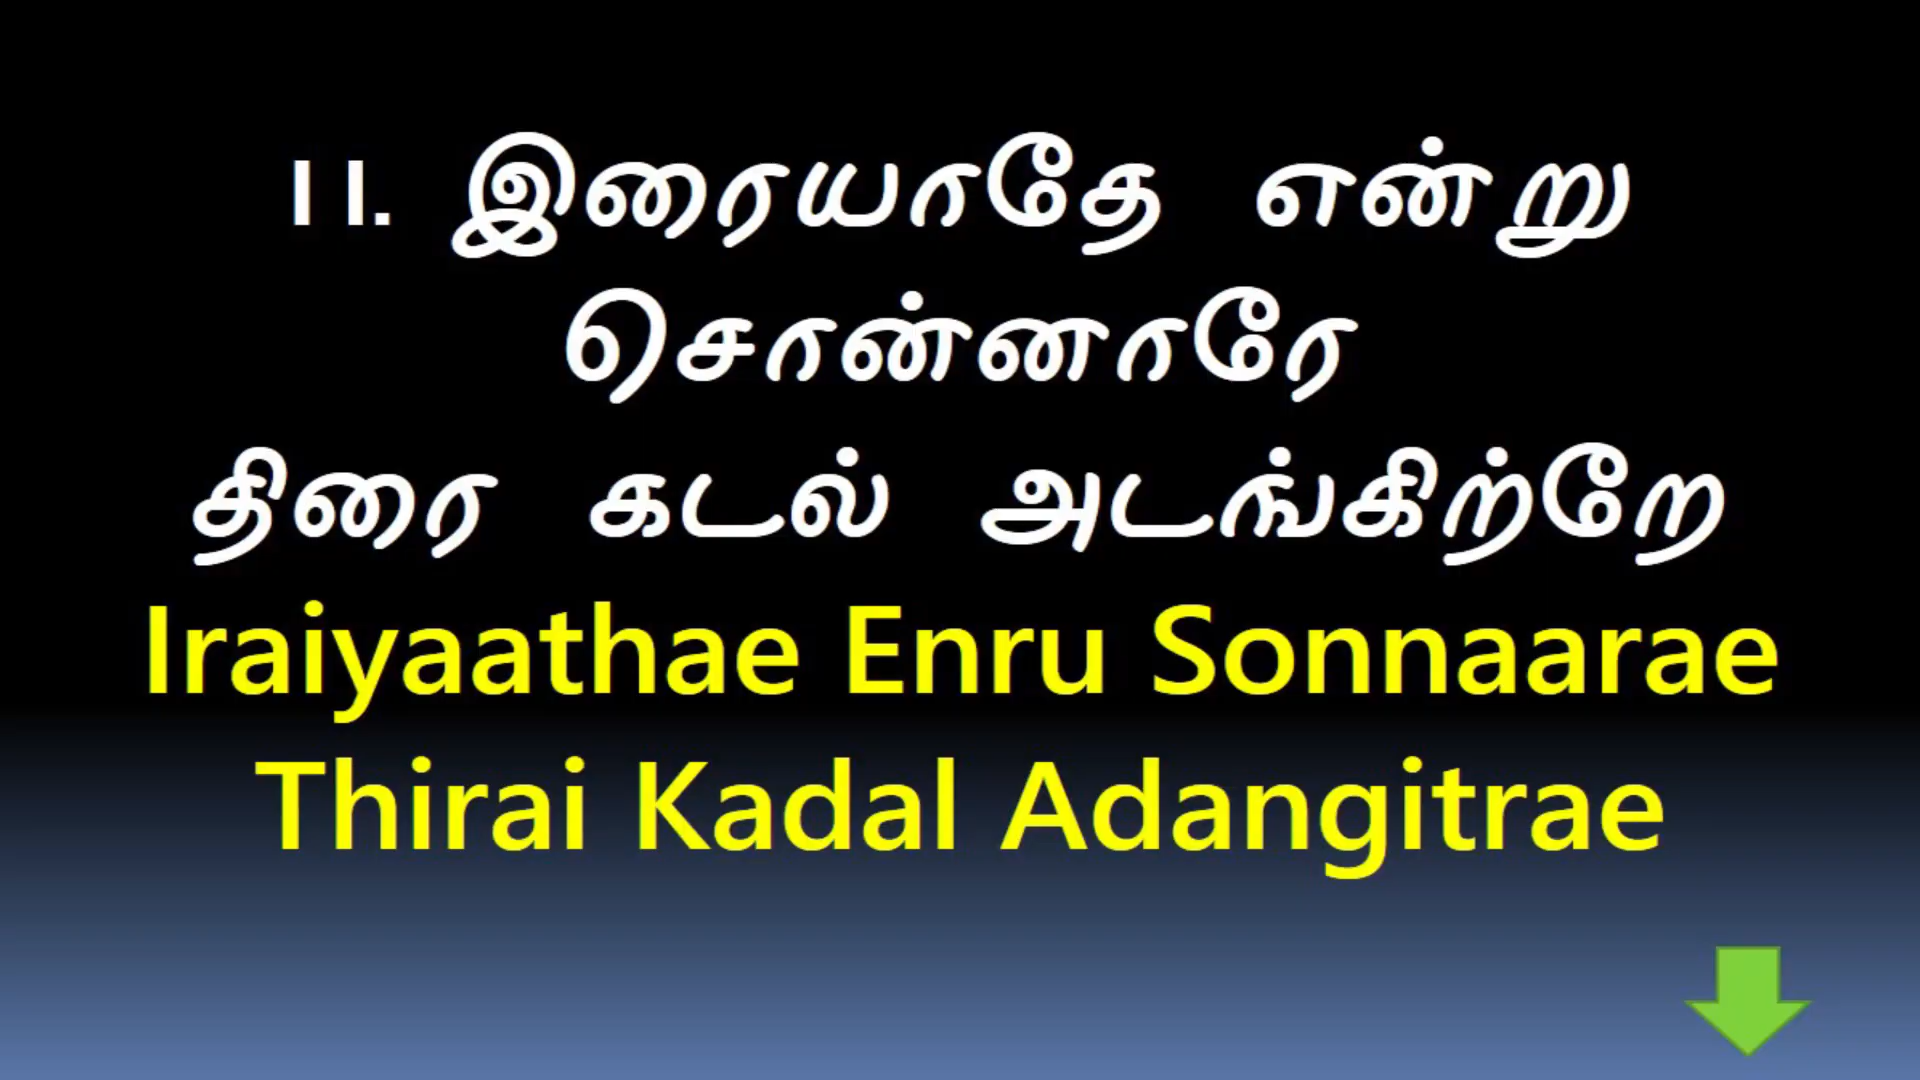 11. இரையாதே என்று
சொன்னாரே
திரை கடல் அடங்கிற்றே
Iraiyaathae Enru Sonnaarae
Thirai Kadal Adangitrae